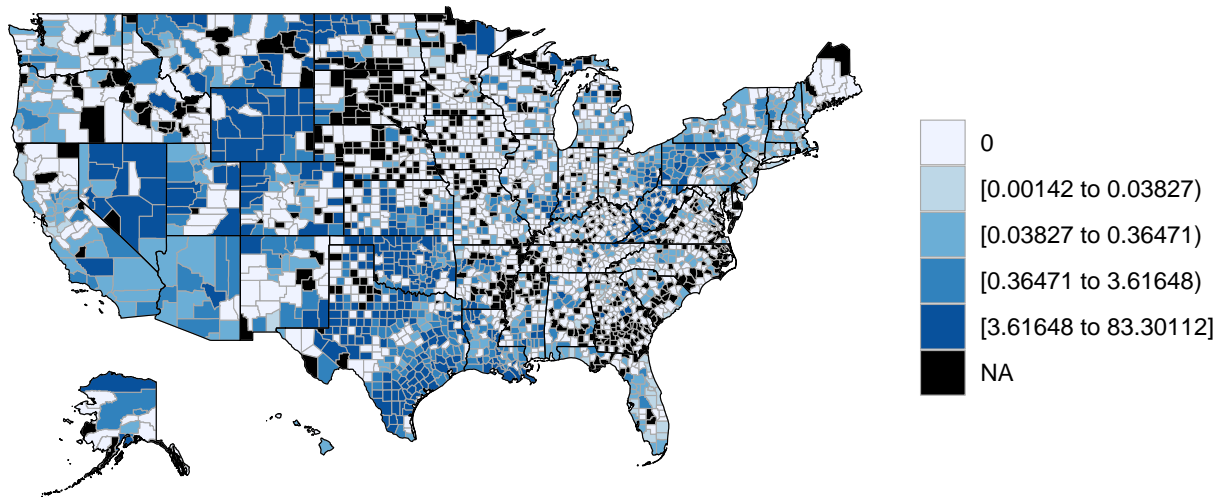 0
[0.00142 to 0.03827)
[0.03827 to 0.36471)
[0.36471 to 3.61648)
[3.61648 to 83.30112]
NA